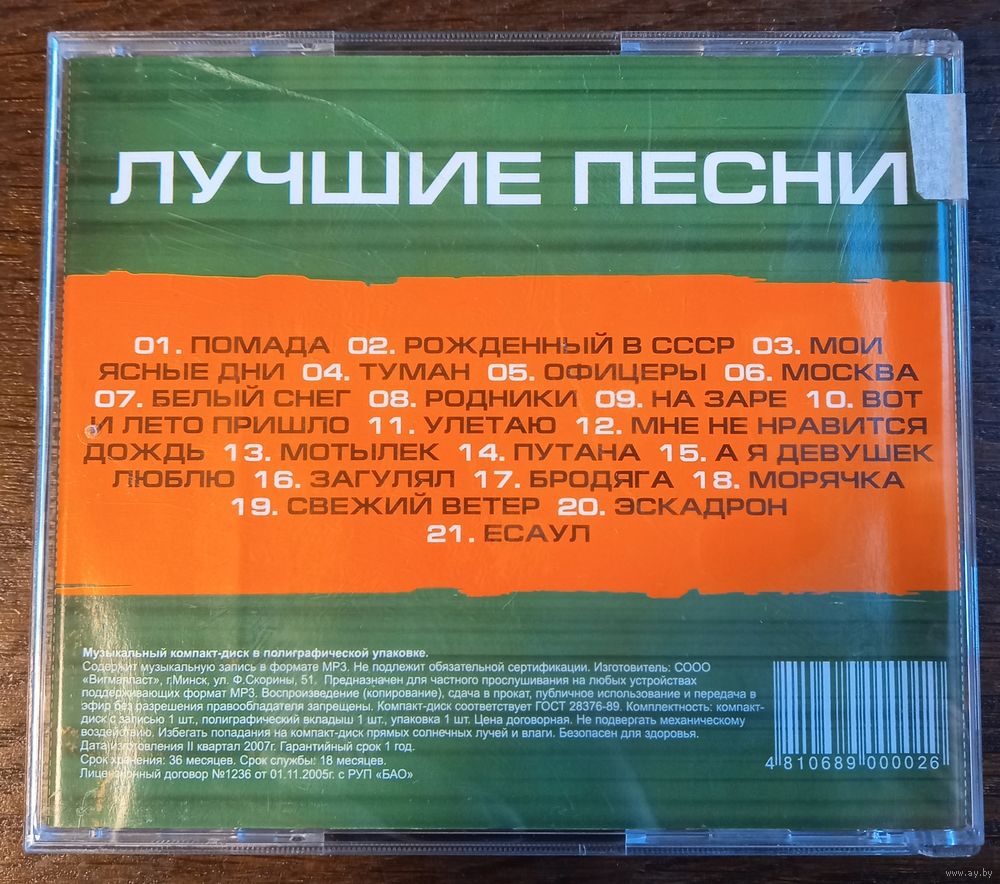 ЛУЧШИЕ ПЕСНИ
01. ПОМАДА 02. РОЖДЕННЫЙ В СССР 03. МОИ
ЯСНЫЕ ДНИ 04. ТУМАН 05. ОФИЦЕРЫ 06. МОСКВА
07. БЕЛЫЙ СНЕГ 08. РОДНИКИ 09. НА ЗАРЕ 10. ВОТ
И ЛЕТО ПРИШЛО 11. УЛЕТАЮ 12. МНЕ НЕ НРАВИТСЯ
ДОЖДЬ 13. МОТЫЛЕК 14. ПУТАНА 15. А Я ДЕВУШЕК
ЛЮБЛЮ 16. ЗАГУЛЯЛ 17. БРОДЯГА 18. МОРЯЧКА
19. СВЕЖИЙ ВЕТЕР 20. ЭСКАДРОН
21. ЕСАУЛ
Музыкальный компакт-диск в полиграфической упаковке.
Содержит музыкальную запись в формате MP3. Не подлежит обязательной сертификации. Изготовитель: СООО
«Вигмапласт», г.Минск, ул. Ф.Скорины, 51. Предназначен для частного прослушивания на любых устройствах
поддерживающих формат MP3. Воспроизведение (копирование), сдача в прокат, публичное использование и передача в
эфир без разрешения правообладателя запрещены. Компакт-диск соответствует ГОСТ 28376-89. Комплектность: компакт-
диск с записью 1 шт., полиграфический вкладыш 1 шт., упаковка 1 шт. Цена договорная. Не подвергать механическому
воздействию. Избегать попадания на компакт-диск прямых солнечных лучей и влаги. Безопасен для здоровья.
Дата изготовления II квартал 2007г. Гарантийный срок 1 год.
Срок хранения: 36 месяцев. Срок службы: 18 месяцев.
Лицензионный договор №1236 от 01.11.2005г. с РУП «БАО»
4 810689 000026
www.ay.by